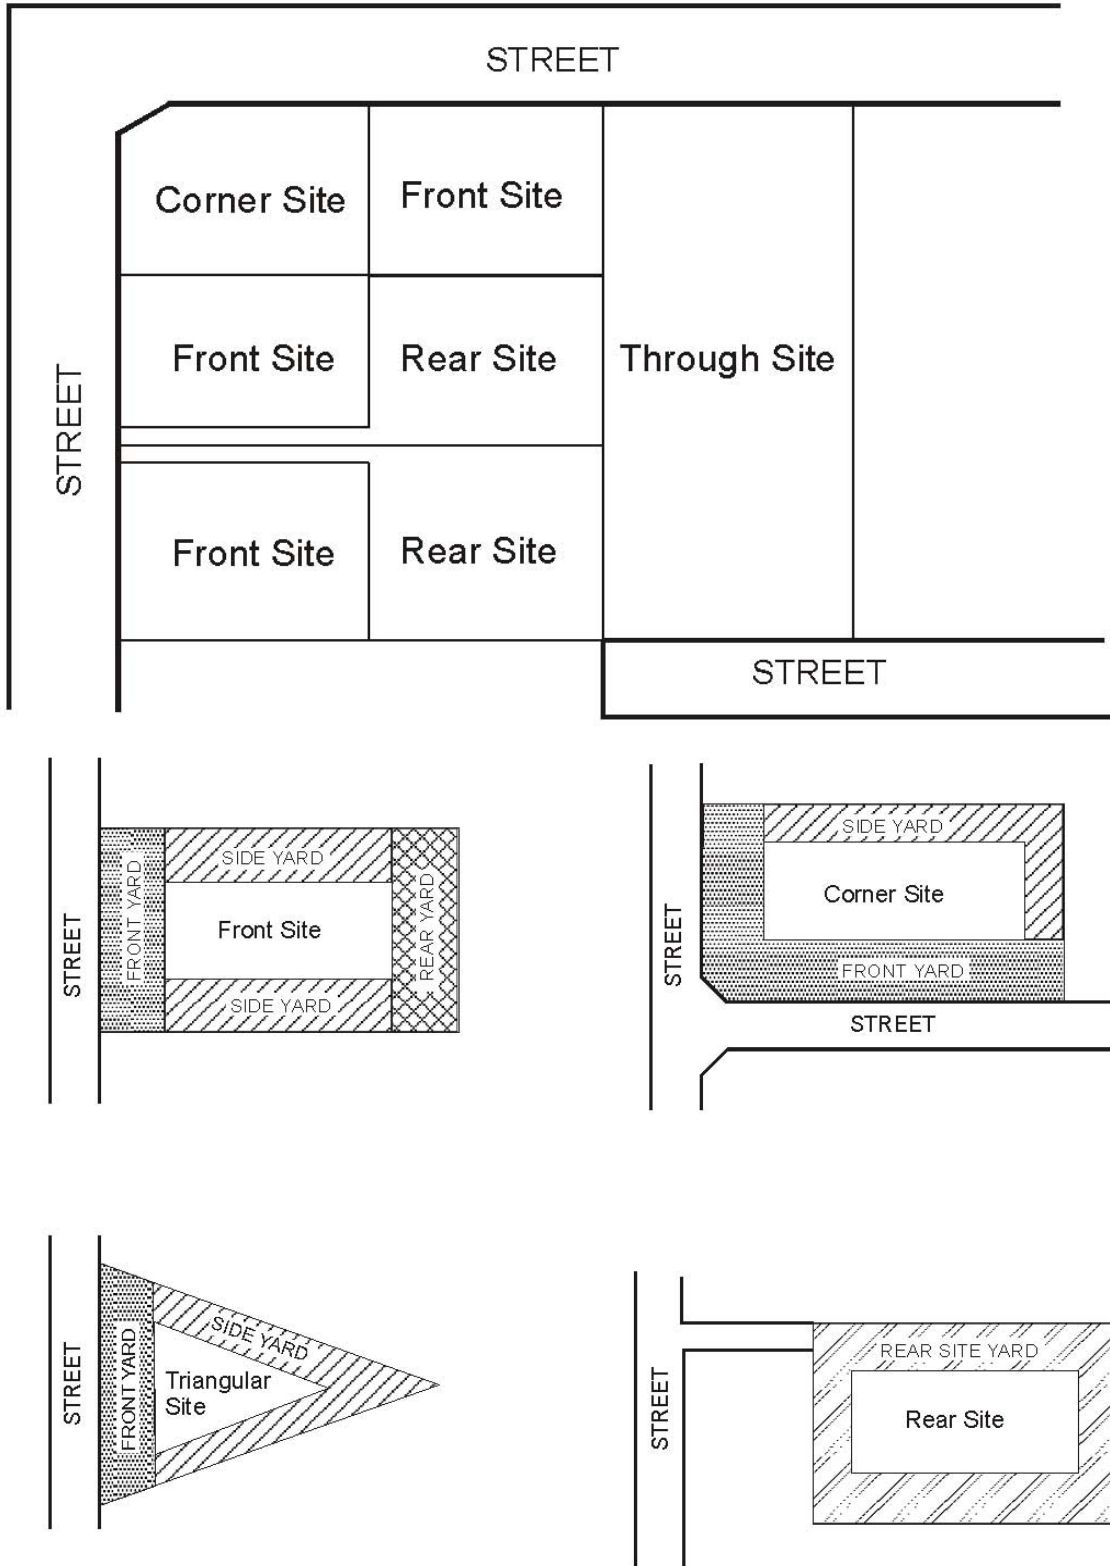 STREET
Corner Site
Front Site
STREET
Front Site
Rear Site
Through Site
Front Site
Rear Site
STREET
STREET
FRONT YARD
SIDE YARD
Front Site
SIDE YARD
REAR YARD
STREET
SIDE YARD
Corner Site
FRONT YARD
STREET
STREET
FRONT YARD
SIDE YARD
Triangular
Site
STREET
REAR SITE YARD
Rear Site